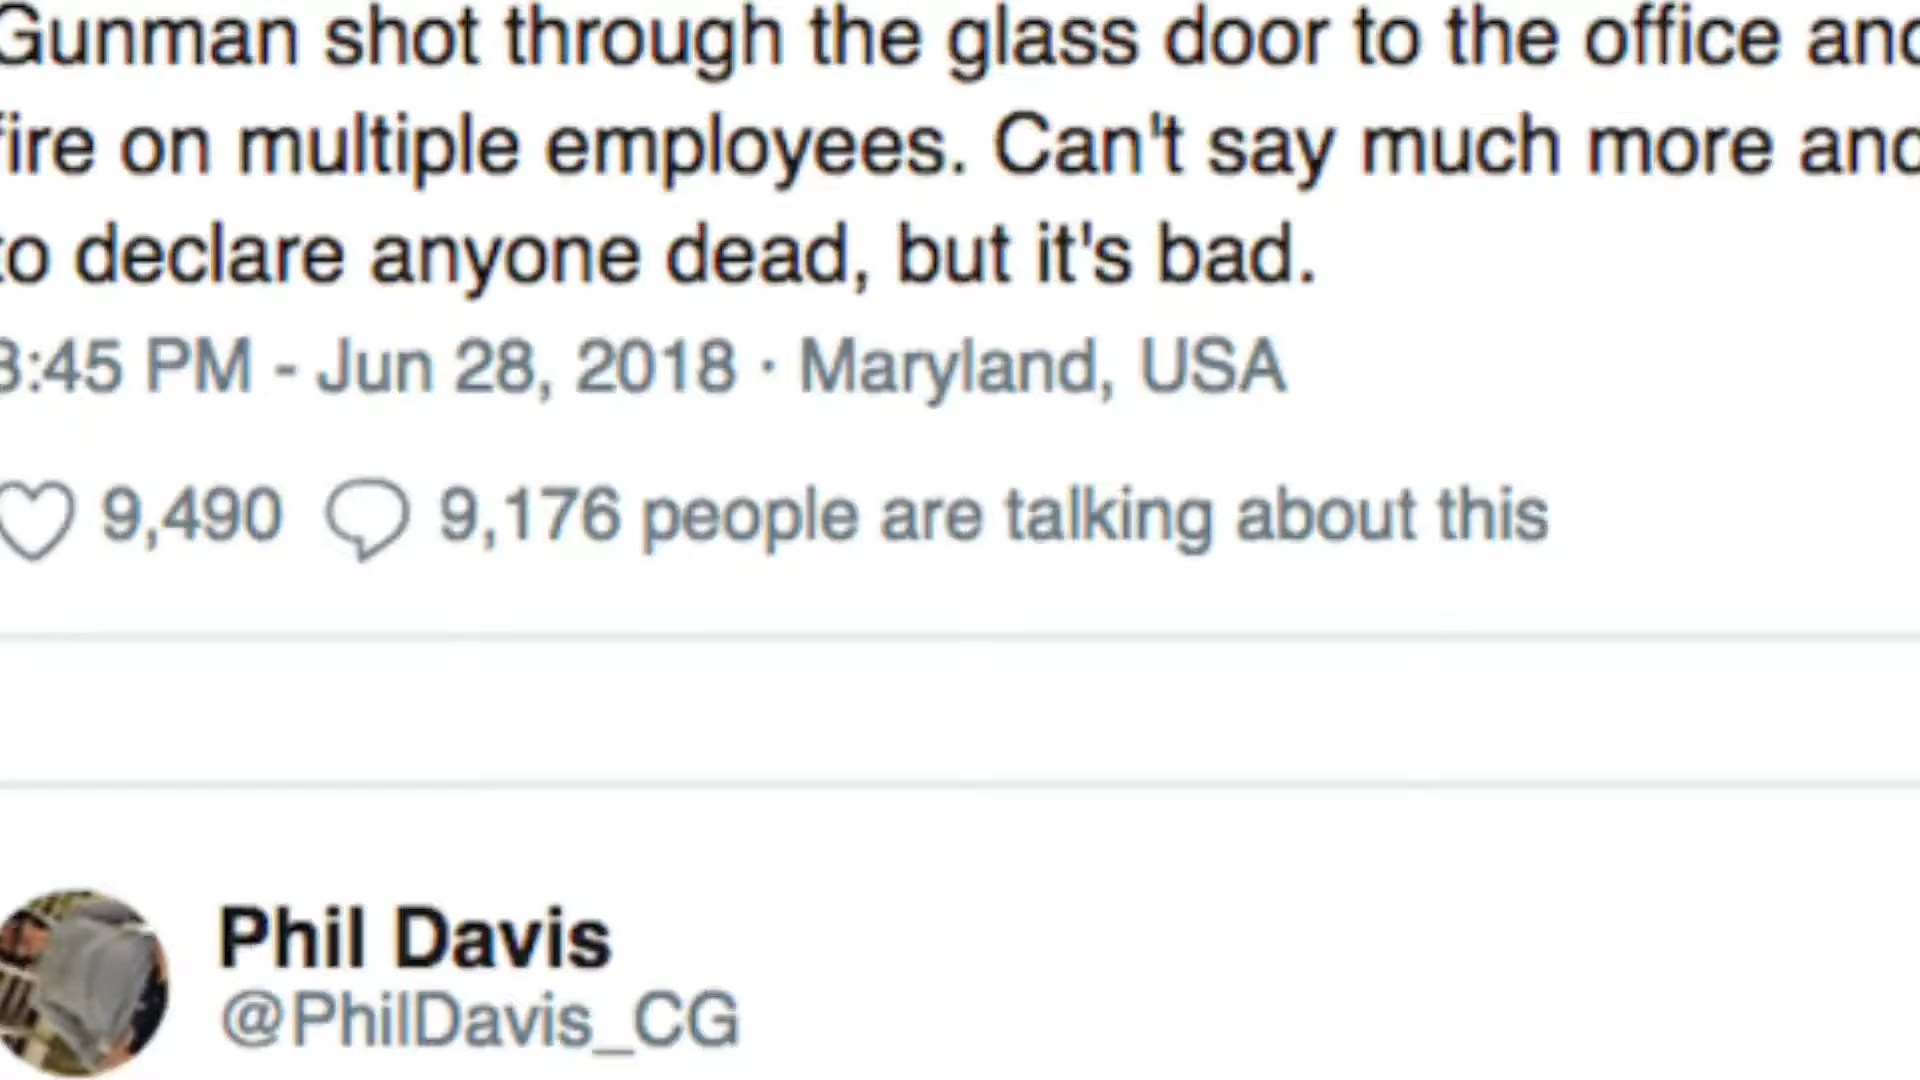 Gunman shot through the glass door to the office and
fire on multiple employees. Can't say much more and
to declare anyone dead, but it's bad.
:45 PM - Jun 28, 2018 · Maryland, USA
9,490 9,176 people are talking about this
Phil Davis
@PhilDavis_CG